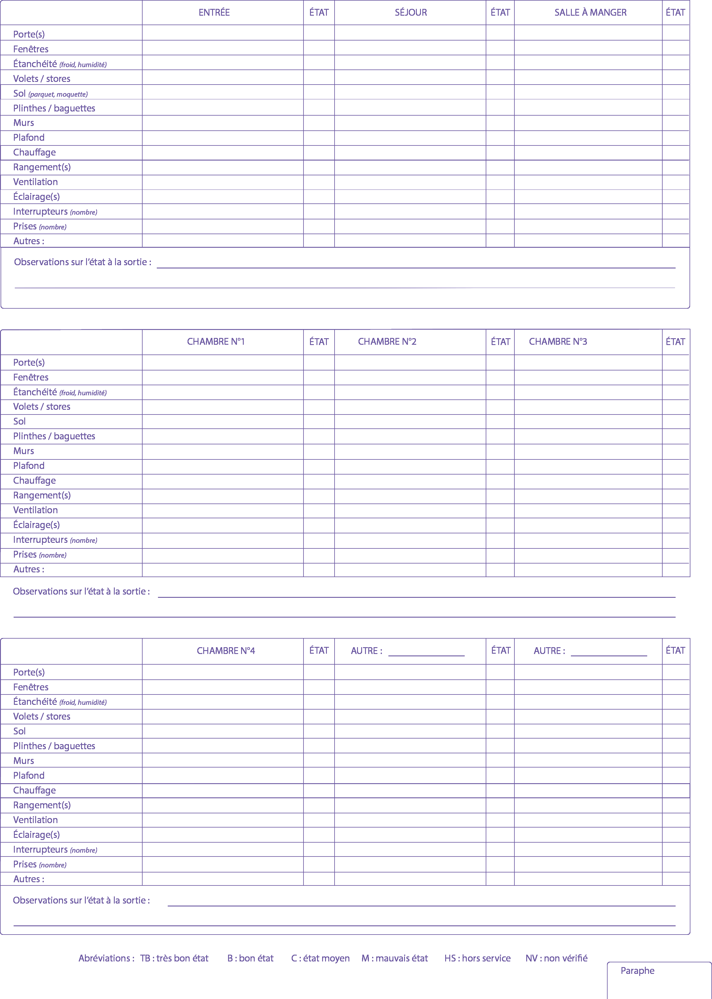 ENTRÉE ÉTAT SÉJOUR ÉTAT SALLE À MANGER ÉTAT
Porte(s)
Fenêtres
Étanchéité (froid, humidité)
Volets / stores
Sol (parquet, moquette)
Plinthes / baguettes
Murs
Plafond
Chauffage
Rangement(s)
Ventilation
Éclairage(s)
Interrupteurs (nombre)
Prises (nombre)
Autres :
Observations sur l’état à la sortie :
CHAMBRE N°1 ÉTAT CHAMBRE N°2 ÉTAT CHAMBRE N°3 ÉTAT
Porte(s)
Fenêtres
Étanchéité (froid, humidité)
Volets / stores
Sol
Plinthes / baguettes
Murs
Plafond
Chauffage
Rangement(s)
Ventilation
Éclairage(s)
Interrupteurs (nombre)
Prises (nombre)
Autres :
Observations sur l’état à la sortie :
CHAMBRE N°4 ÉTAT AUTRE : ÉTAT AUTRE : ÉTAT
Porte(s)
Fenêtres
Étanchéité (froid, humidité)
Volets / stores
Sol
Plinthes / baguettes
Murs
Plafond
Chauffage
Rangement(s)
Ventilation
Éclairage(s)
Interrupteurs (nombre)
Prises (nombre)
Autres :
Observations sur l’état à la sortie :
Abréviations : TB : très bon état B : bon état C : état moyen M : mauvais état HS : hors service NV : non vérifié
Paraphe